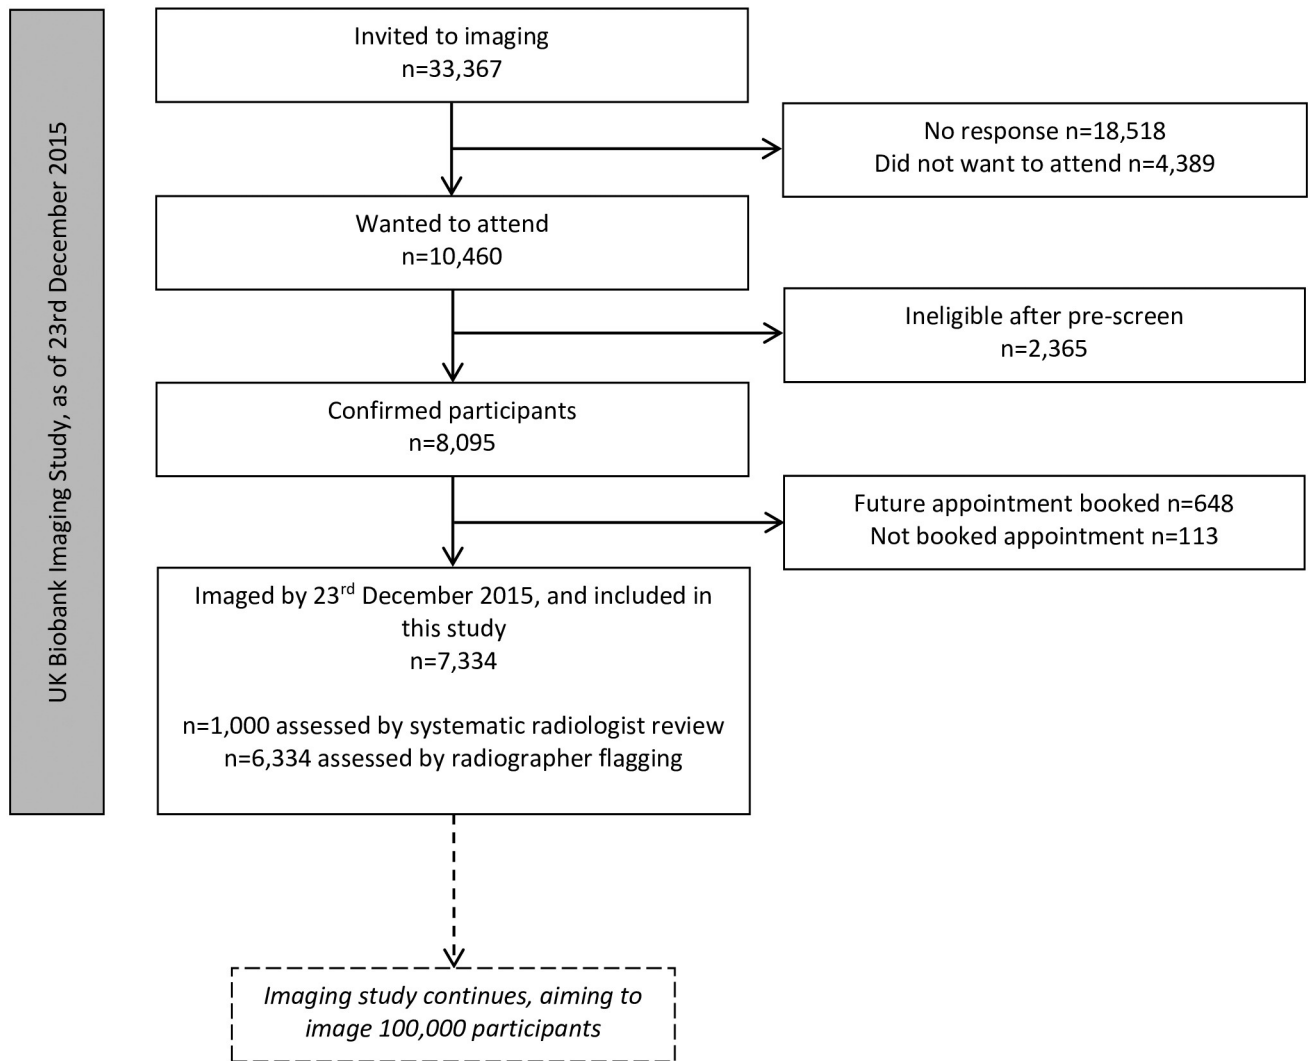 UK Biobank Imaging Study, as of 23rd December 2015
Invited to imaging
n=33,367
No response n=18,518
Did not want to attend n=4,389
Wanted to attend
n=10,460
Ineligible after pre-screen
n=2,365
Confirmed participants
n=8,095
Future appointment booked n=648
Not booked appointment n=113
Imaged by 23rd December 2015, and included in
this study
n=7,334
n=1,000 assessed by systematic radiologist review
n=6,334 assessed by radiographer flagging
Imaging study continues, aiming to
image 100,000 participants